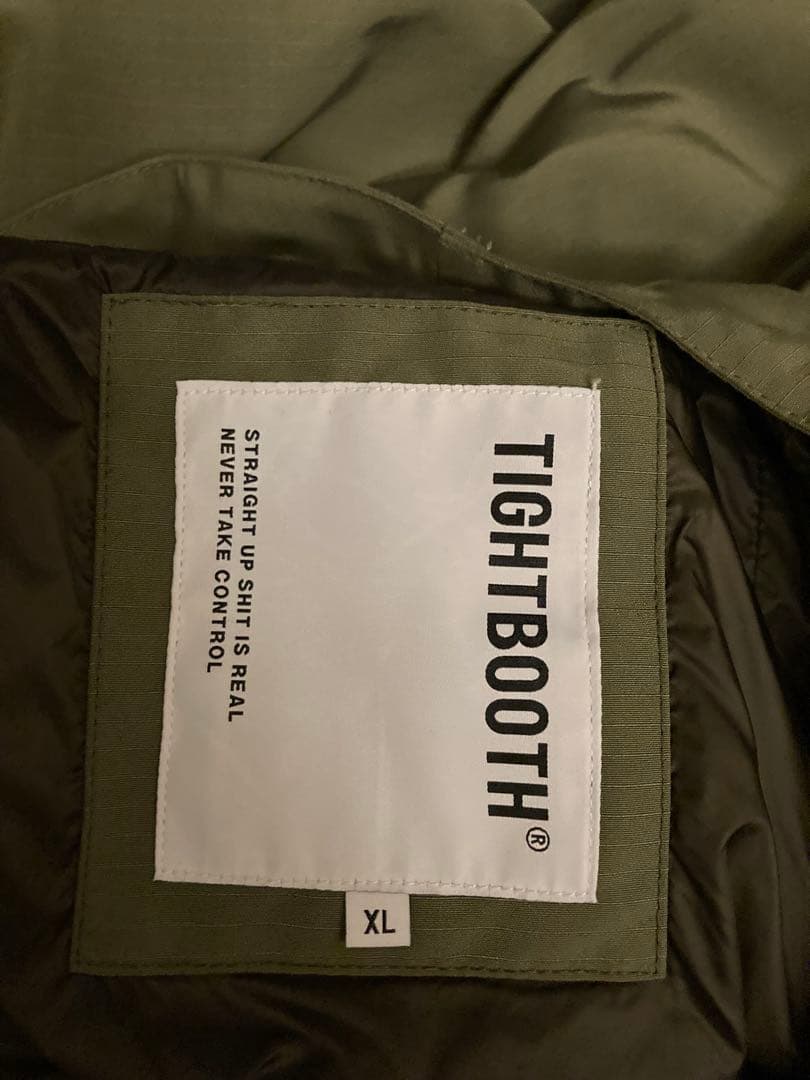 TIGHTBOOTH®
STRAIGHT UP SHIT IS REAL
NEVER TAKE CONTROL
XL